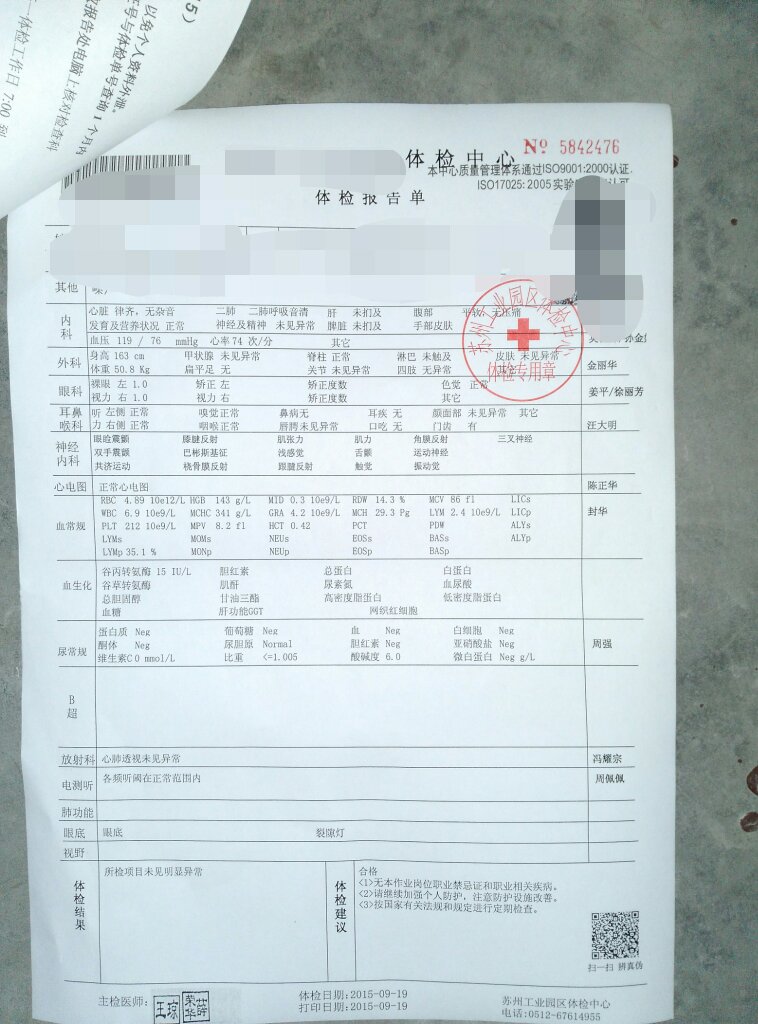 5)
以免个人资料外泄。
号与体检单号查询1个月内
报告处电脑上核对检查科
一体检工作日 7:00 到
体检中心
№ 5842476
本中心质量管理体系通过ISO9001:2000认证.
ISO17025:2005实验
认可
体检报告单
其他
内科 心脏 律齐，无杂音 二肺 二肺呼吸音清 肝 未扪及 腹部 平软，无压痛
发育及营养状况 正常 神经及精神 未见异常 脾脏 未扪及 手部皮肤
血压 119 / 76 mmHg 心率 74 次/分 其它
外科 身高 163 cm 甲状腺 未见异常 脊柱 正常 淋巴 未触及 皮肤 未见异常 金丽华
体重 50.8 Kg 扁平足 无 关节 未见异常 四肢 无异常 其它
苏州工业园区体检中心
体检专用章
眼科 裸眼 左 1.0 矫正 左 矫正度数 色觉 正常 姜平/徐丽芳
视力 右 1.0 视力 右 矫正度数 其它
耳鼻喉科 听 左侧 正常 嗅觉正常 鼻病无 耳疾 无 颜面部 未见异常 其它 汪大明
力 右侧 正常 咽喉正常 唇腭未见异常 口吃 无 门齿 有
神经内科 眼睑震颤 膝腱反射 肌张力 肌力 角膜反射 三叉神经
双手震颤 巴彬斯基征 浅感觉 舌颤 运动神经
共济运动 桡骨膜反射 跟腱反射 触觉 振动觉
心电图 正常心电图 陈正华
血常规 RBC 4.89 10e12/L HGB 143 g/L MID 0.3 10e9/L RDW 14.3 % MCV 86 fl LICs 封华
WBC 6.9 10e9/L MCHC 341 g/L GRA 4.2 10e9/L MCH 29.3 Pg LYM 2.4 10e9/L LICp
PLT 212 10e9/L MPV 8.2 fl HCT 0.42 PCT PDW ALYs
LYMs MOMs NEUs EOSs BASs ALYp
LYMp 35.1 % MONp NEUp EOSp BASp
血生化 谷丙转氨酶 15 IU/L 胆红素 总蛋白 白蛋白
谷草转氨酶 肌酐 尿素氮 血尿酸
总胆固醇 甘油三酯 高密度脂蛋白 低密度脂蛋白
血糖 肝功能GGT 网织红细胞
尿常规 蛋白质 Neg 葡萄糖 Neg 血 Neg 白细胞 Neg 周强
酮体 Neg 尿胆原 Normal 胆红素 Neg 亚硝酸盐 Neg
维生素C 0 mmol/L 比重 <=1.005 酸碱度 6.0 微白蛋白 Neg g/L
B超
放射科 心肺透视未见异常 冯耀宗
电测听 各频听阈在正常范围内 周佩佩
肺功能
眼底 眼底 裂隙灯
视野
体检结果 所检项目未见明显异常
体检建议 合格
<1>无本作业岗位职业禁忌证和职业相关疾病。
<2>请继续加强个人防护，注意防护设施改善。
<3>按国家有关法规和规定进行定期检查。
扫一扫 辨真伪
主检医师: 王琼 荣华薛
体检日期:2015-09-19
打印日期:2015-09-19
苏州工业园区体检中心
电话:0512-67614955